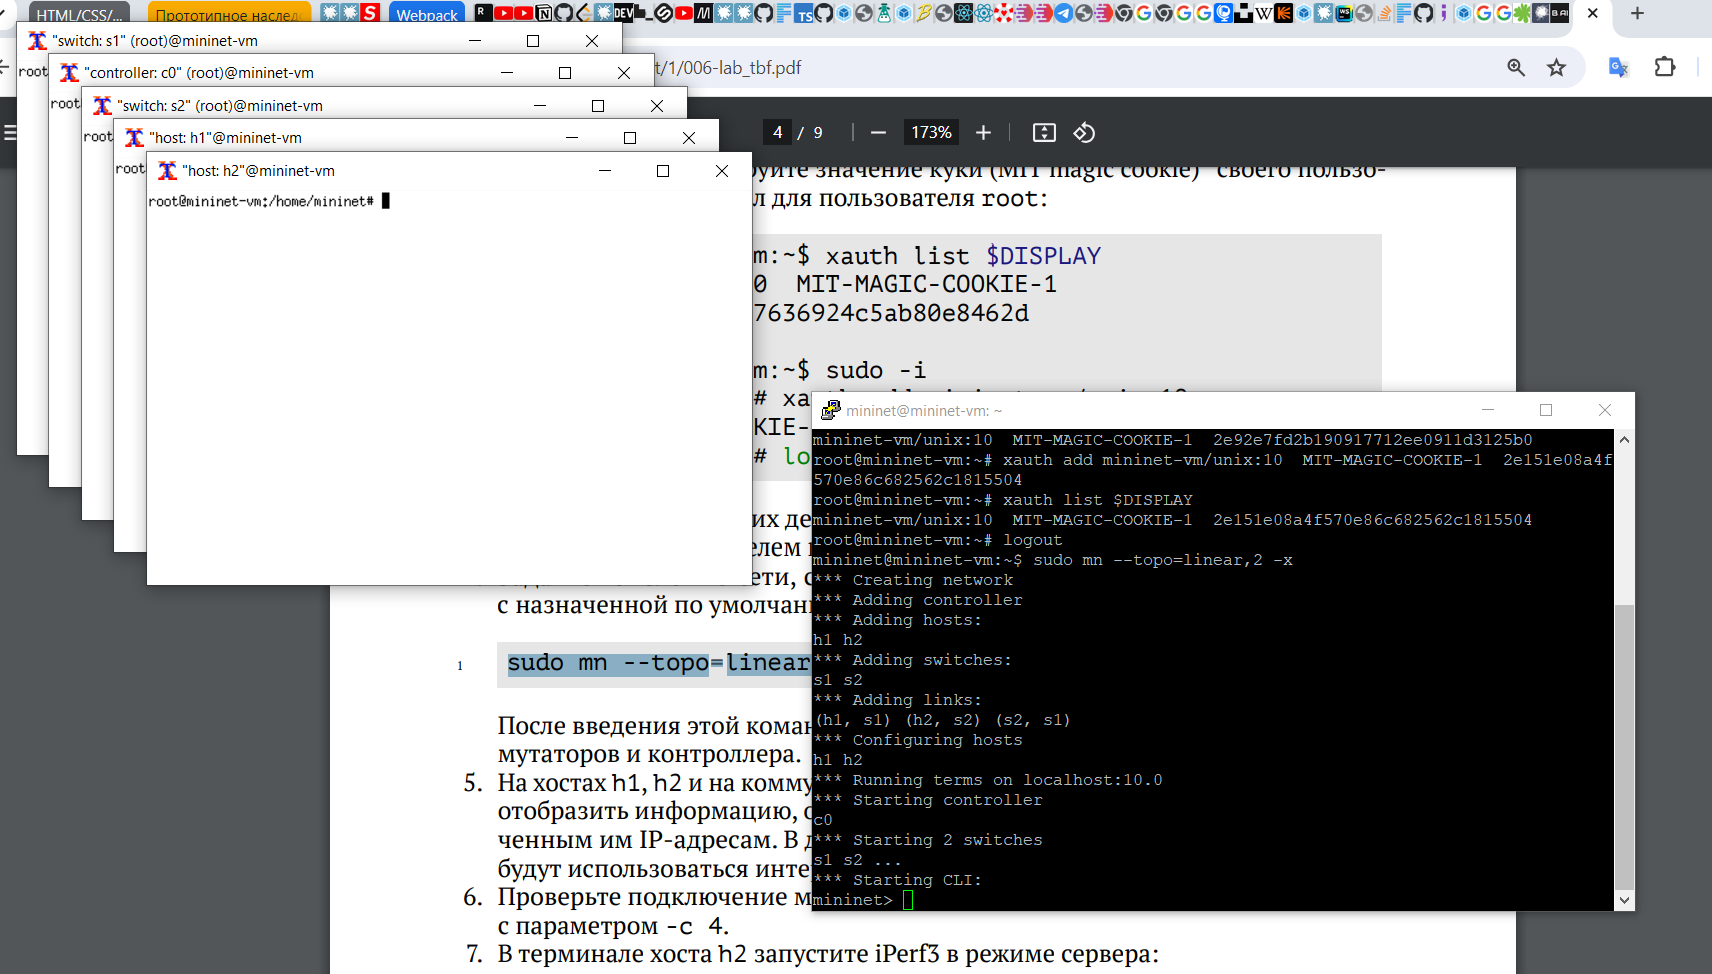 HTML/CSS/...
Прототипное наслед
Webpack
t/1/006-lab_tbf.pdf
"switch: s1" (root)@mininet-vm
root
"controller: c0" (root)@mininet-vm
root
"switch: s2" (root)@mininet-vm
root
"host: h1"@mininet-vm
root
"host: h2"@mininet-vm
root@mininet-vm:/home/mininet#
4 / 9
173%
руйте значение куки (MIT magic cookie) своего пользо-
л для пользователя root:
m:~$ xauth list $DISPLAY
0 MIT-MAGIC-COOKIE-1
7636924c5ab80e8462d
m:~$ sudo -i
# xa
KIE-
# lo
их де
елем
ети, с
с назначенной по умолчан
1
sudo mn --topo=linear
После введения этой коман
мутаторов и контроллера.
5. На хостах h1, h2 и на комму
отобразить информацию, о
ченным им IP-адресам. В д
будут использоваться инте
6. Проверьте подключение м
с параметром -c 4.
7. В терминале хоста h2 запустите iPerf3 в режиме сервера:
mininet@mininet-vm: ~
mininet-vm/unix:10 MIT-MAGIC-COOKIE-1 2e92e7fd2b190917712ee0911d3125b0
root@mininet-vm:~# xauth add mininet-vm/unix:10 MIT-MAGIC-COOKIE-1 2e151e08a4f
570e86c682562c1815504
root@mininet-vm:~# xauth list $DISPLAY
mininet-vm/unix:10 MIT-MAGIC-COOKIE-1 2e151e08a4f570e86c682562c1815504
root@mininet-vm:~# logout
mininet@mininet-vm:~$ sudo mn --topo=linear,2 -x
*** Creating network
*** Adding controller
*** Adding hosts:
h1 h2
*** Adding switches:
s1 s2
*** Adding links:
(h1, s1) (h2, s2) (s2, s1)
*** Configuring hosts
h1 h2
*** Running terms on localhost:10.0
*** Starting controller
c0
*** Starting 2 switches
s1 s2 ...
*** Starting CLI:
mininet>